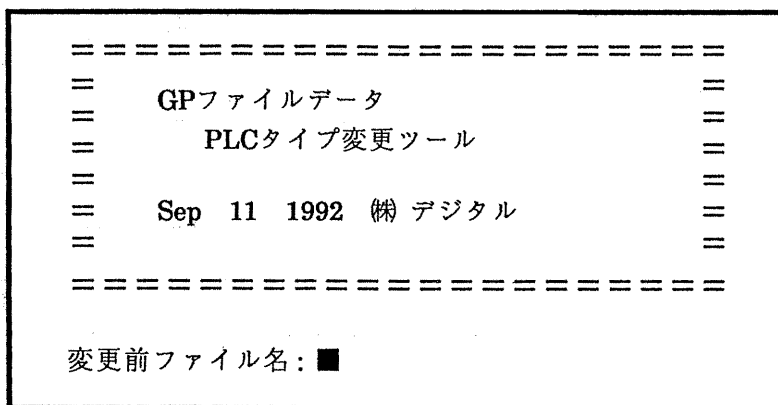 = = = = = = = = = = = = = = = = = = = = =
= GPファイルデータ =
= PLCタイプ変更ツール =
= Sep 11 1992 ㈱ デジタル =
= = = = = = = = = = = = = = = = = = = = =
変更前ファイル名: ■